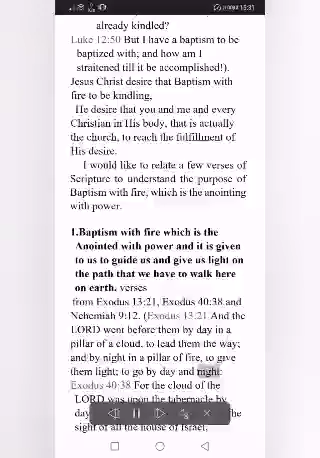 15:31
already kindled?
Luke 12:50 But I have a baptism to be
baptized with; and how am I
straitened till it be accomplished!).
Jesus Christ desire that Baptism with
fire to be kindling,
He desire that you and me and every
Christian in His body, that is actually
the church, to reach the fulfillment of
His desire.
I would like to relate a few verses of
Scripture to understand the purpose of
Baptism with fire, which is the anointing
with power.
1.Baptism with fire which is the
Anointed with power and it is given
to us to guide us and give us light on
the path that we have to walk here
on earth. verses
from Exodus 13:21, Exodus 40:38 and
Nehemiah 9:12. (Exodus 13:21 And the
LORD went before them by day in a
pillar of a cloud, to lead them the way;
and by night in a pillar of fire, to give
them light; to go by day and night:
Exodus 40:38 For the cloud of the
LORD was upon the tabernacle by
day
sight of all the house of Israel,